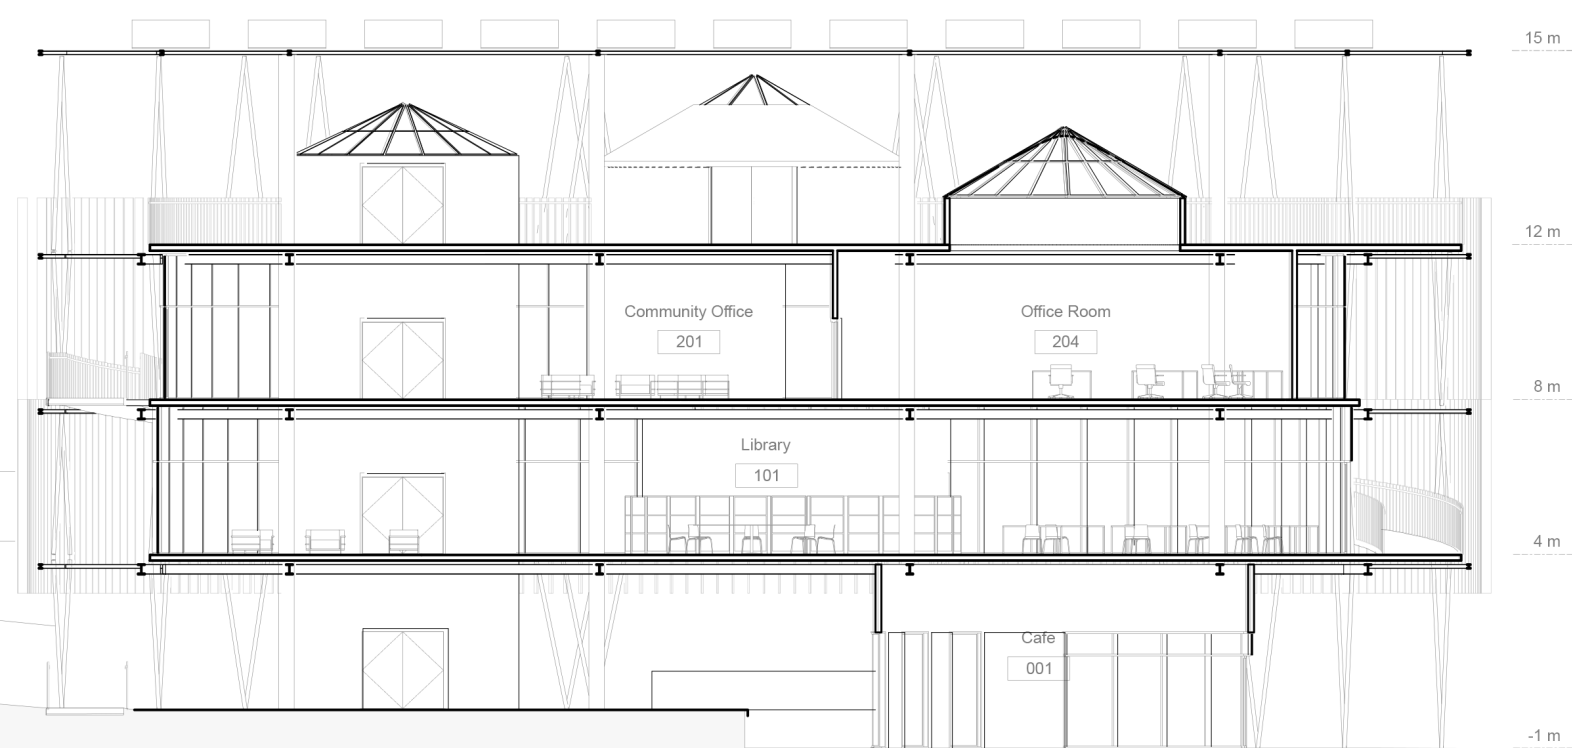 15 m
12 m
Community Office
201
Office Room
204
8 m
Library
101
4 m
Cafe
001
-1 m